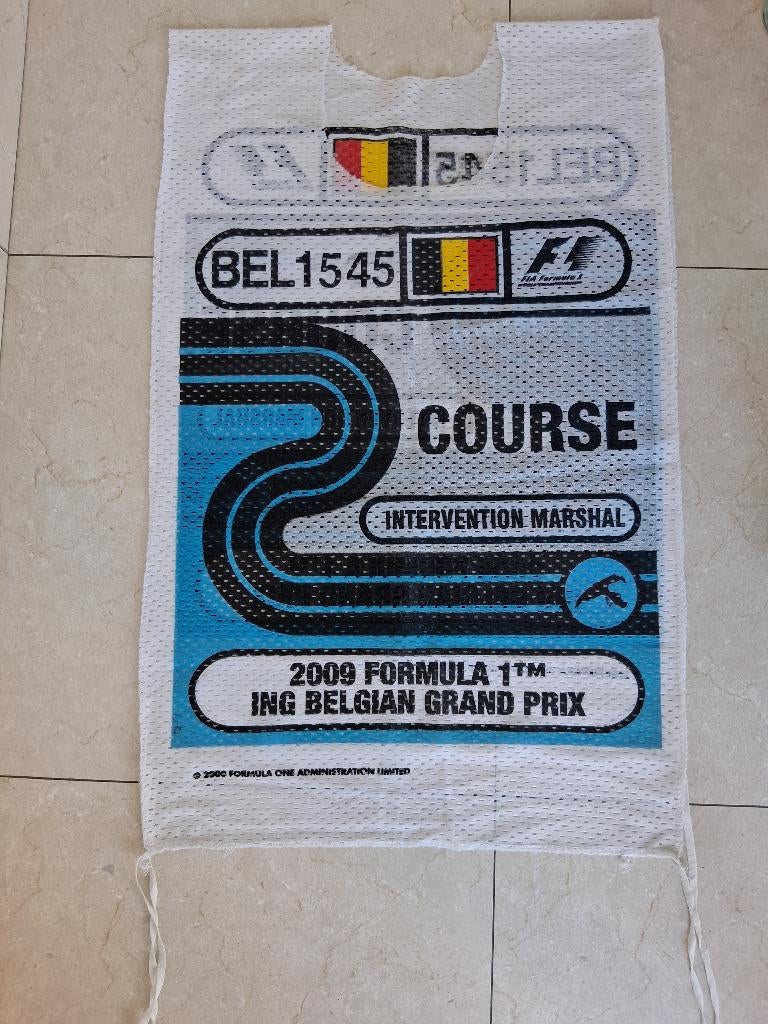 BEL1545
BEL1545
F1
FIA Formula 1
COURSE
INTERVENTION MARSHAL
2009 FORMULA 1™
ING BELGIAN GRAND PRIX
© 2009 FORMULA ONE ADMINISTRATION LIMITED